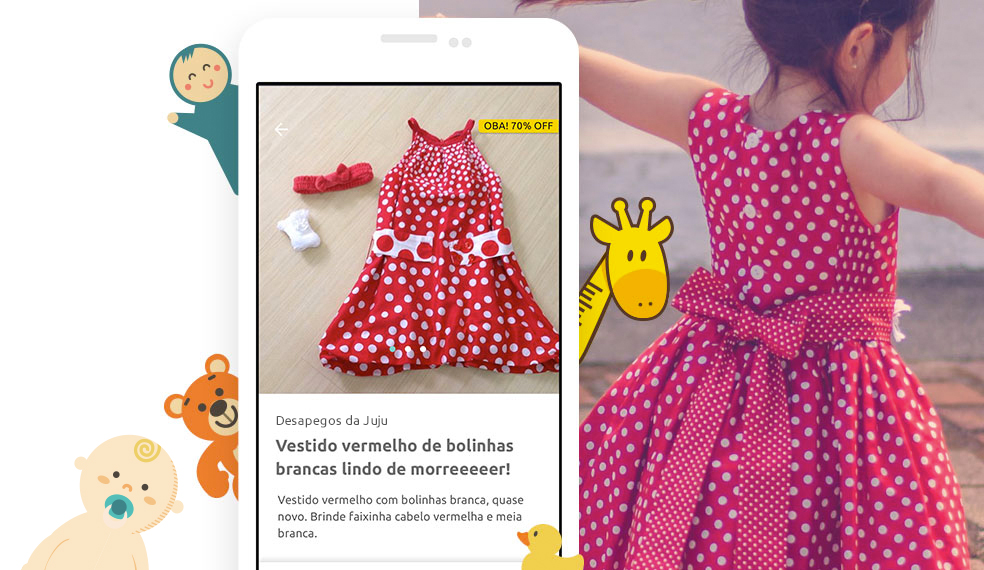 OBA! 70% OFF
Desapegos da Juju
Vestido vermelho de bolinhas
brancas lindo de morreeeeer!
Vestido vermelho com bolinhas branca, quase
novo. Brinde faixinha cabelo vermelha e meia
branca.